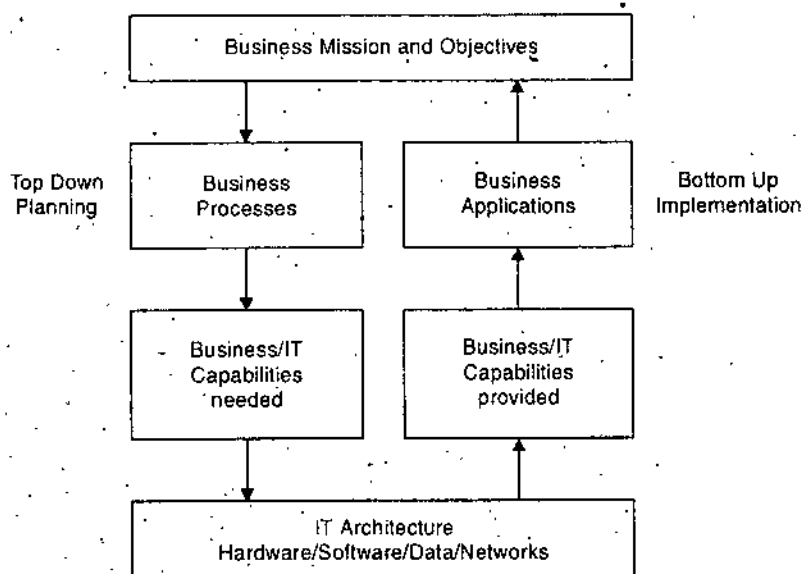 Business Mission and Objectives
Top Down
Planning
Business
Processes
Business
Applications
Bottom Up
Implementation
Business/IT
Capabilities
needed
Business/IT
Capabilities
provided
IT Architecture
Hardware/Software/Data/Networks